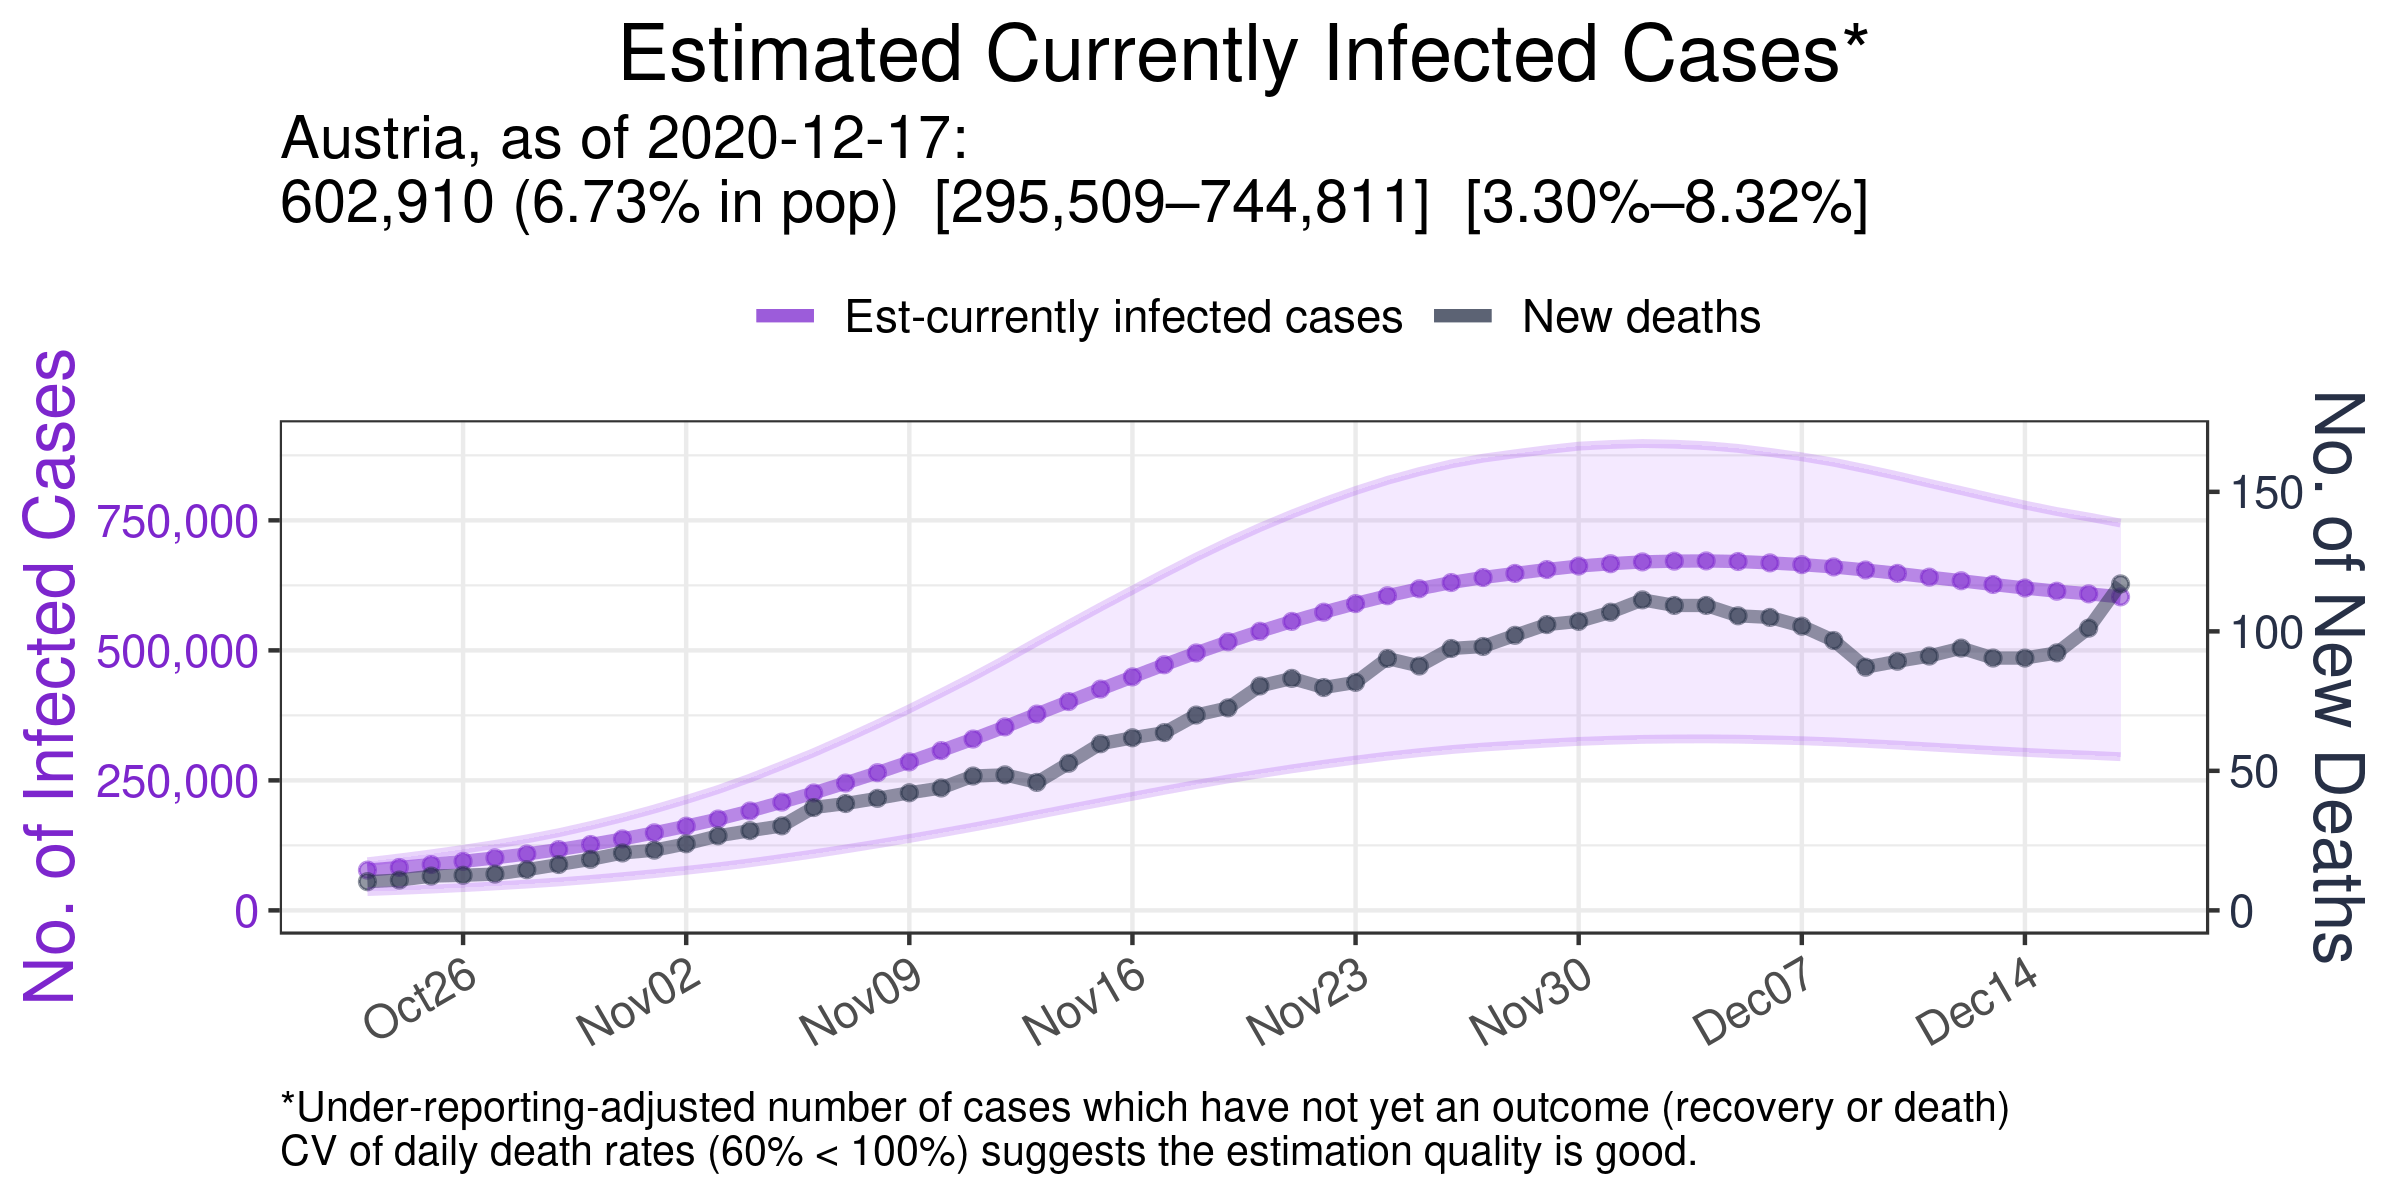 Estimated Currently Infected Cases*
Austria, as of 2020-12-17:
602,910 (6.73% in pop)  [295,509–744,811]  [3.30%–8.32%]
Est-currently infected cases
New deaths
No. of Infected Cases
750,000
500,000
250,000
0
No. of New Deaths
150
100
50
0
Oct26
Nov02
Nov09
Nov16
Nov23
Nov30
Dec07
Dec14
*Under-reporting-adjusted number of cases which have not yet an outcome (recovery or death)
CV of daily death rates (60% < 100%) suggests the estimation quality is good.